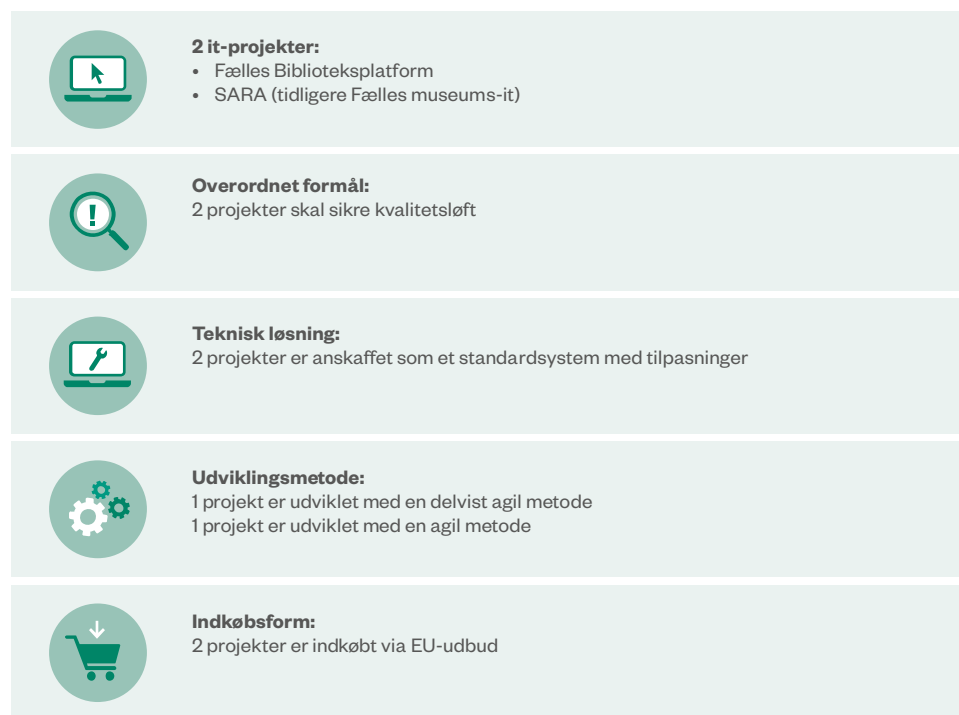 2 it-projekter:
• Fælles Biblioteksplatform
• SARA (tidligere Fælles museums-it)
Overordnet formål:
2 projekter skal sikre kvalitetsløft
Teknisk løsning:
2 projekter er anskaffet som et standardsystem med tilpasninger
Udviklingsmetode:
1 projekt er udviklet med en delvist agil metode
1 projekt er udviklet med en agil metode
Indkøbsform:
2 projekter er indkøbt via EU-udbud